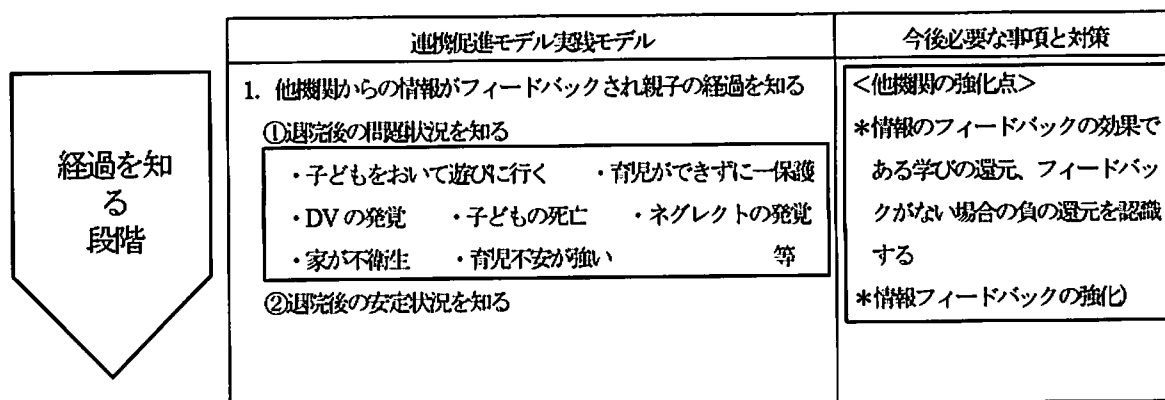 連携促進モデル実践モデル
今後必要な事項と対策
経過を知
る
段階
1. 他機関からの情報がフィードバックされ親子の経過を知る
①退院後の問題状況を知る
・子どもをおいて遊びに行く ・育児ができずに一保護
・DVの発覚 ・子どもの死亡 ・ネグレクトの発覚
・家が不衛生 ・育児不安が強い 等
②退院後の安定状況を知る
<他機関の強化点>
*情報のフィードバックの効果で
ある学びの還元、フィードバッ
クがない場合の負の還元を認識
する
*情報フィードバックの強化)